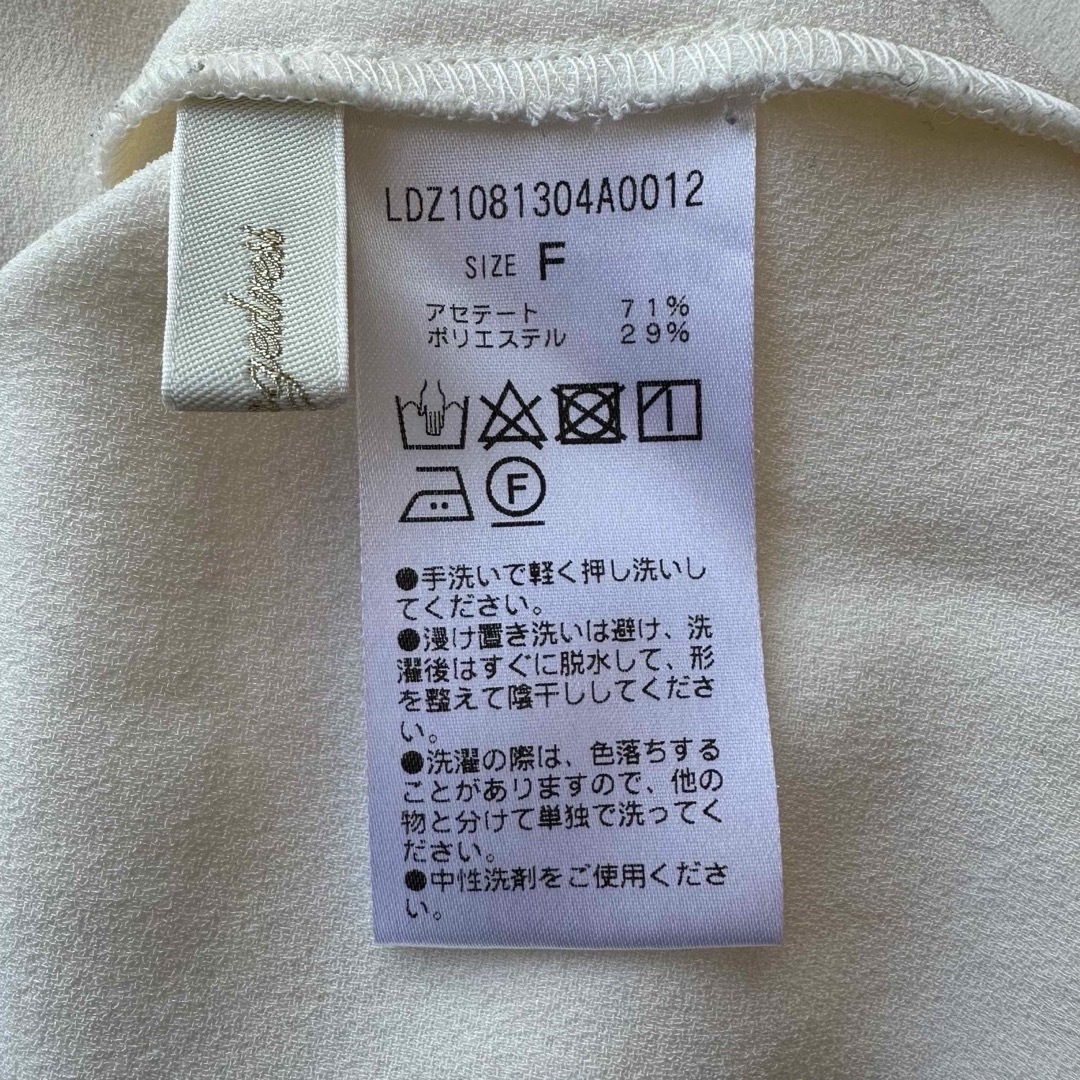 LDZ1081304A0012
SIZE F
アセテート 71%
ポリエステル 29%
F
●手洗いで軽く押し洗いし
てください。
●浸け置き洗いは避け、洗
濯後はすぐに脱水して、形
を整えて陰干ししてくださ
い。
●洗濯の際は、色落ちする
ことがありますので、他の
物と分けて単独で洗ってく
ださい。
●中性洗剤をご使用くださ
い。